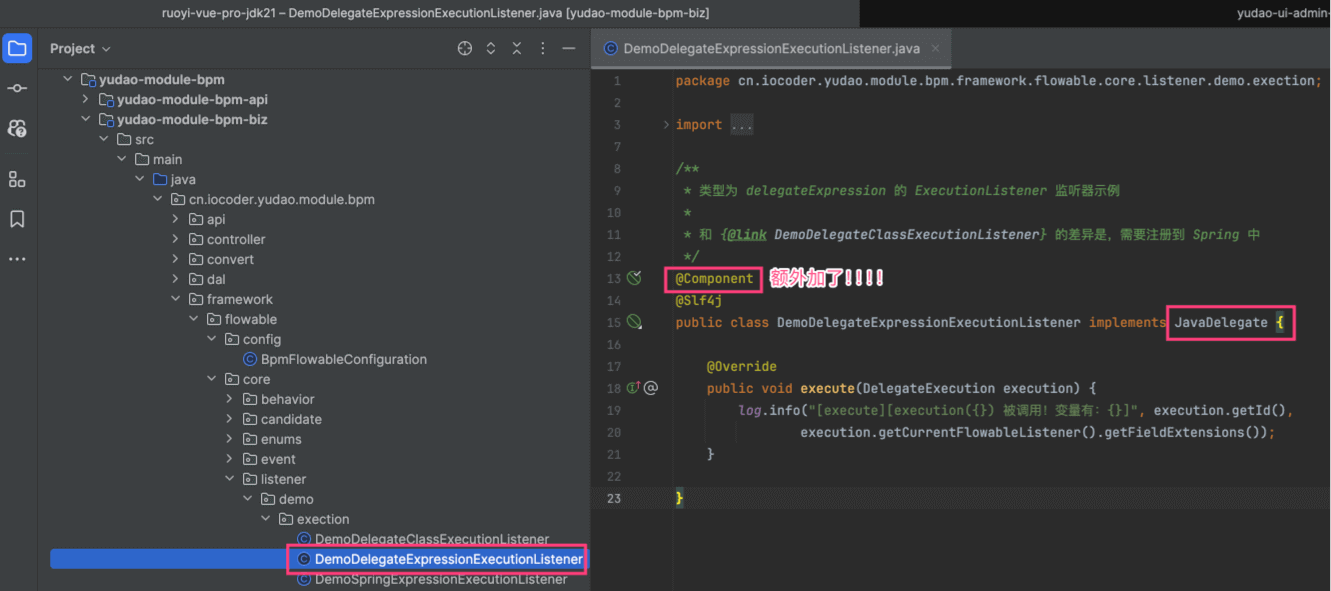 ruoyi-vue-pro-jdk21 – DemoDelegateExpressionExecutionListener.java [yudao-module-bpm-biz]
yudao-ui-admin-
Project
yudao-module-bpm
yudao-module-bpm-api
yudao-module-bpm-biz
src
main
java
cn.iocoder.yudao.module.bpm
api
controller
convert
dal
framework
flowable
config
BpmFlowableConfiguration
core
behavior
candidate
enums
event
listener
demo
exection
DemoDelegateClassExecutionListener
DemoDelegateExpressionExecutionListener
DemoSpringExpressionExecutionListener
DemoDelegateExpressionExecutionListener.java
1 package cn.iocoder.yudao.module.bpm.framework.flowable.core.listener.demo.exection;
2
3 import ...
7
8 /**
9 * 类型为 delegateExpression 的 ExecutionListener 监听器示例
10 *
11 * 和 {@link DemoDelegateClassExecutionListener} 的差异是，需要注册到 Spring 中
12 */
13 @Component 额外加了!!!!
14 @Slf4j
15 public class DemoDelegateExpressionExecutionListener implements JavaDelegate {
16
17 @Override
18 public void execute(DelegateExecution execution) {
19 log.info("[execute][execution({}) 被调用！变量有：{}]", execution.getId(),
20 execution.getCurrentFlowableListener().getFieldExtensions());
21 }
22
23 }